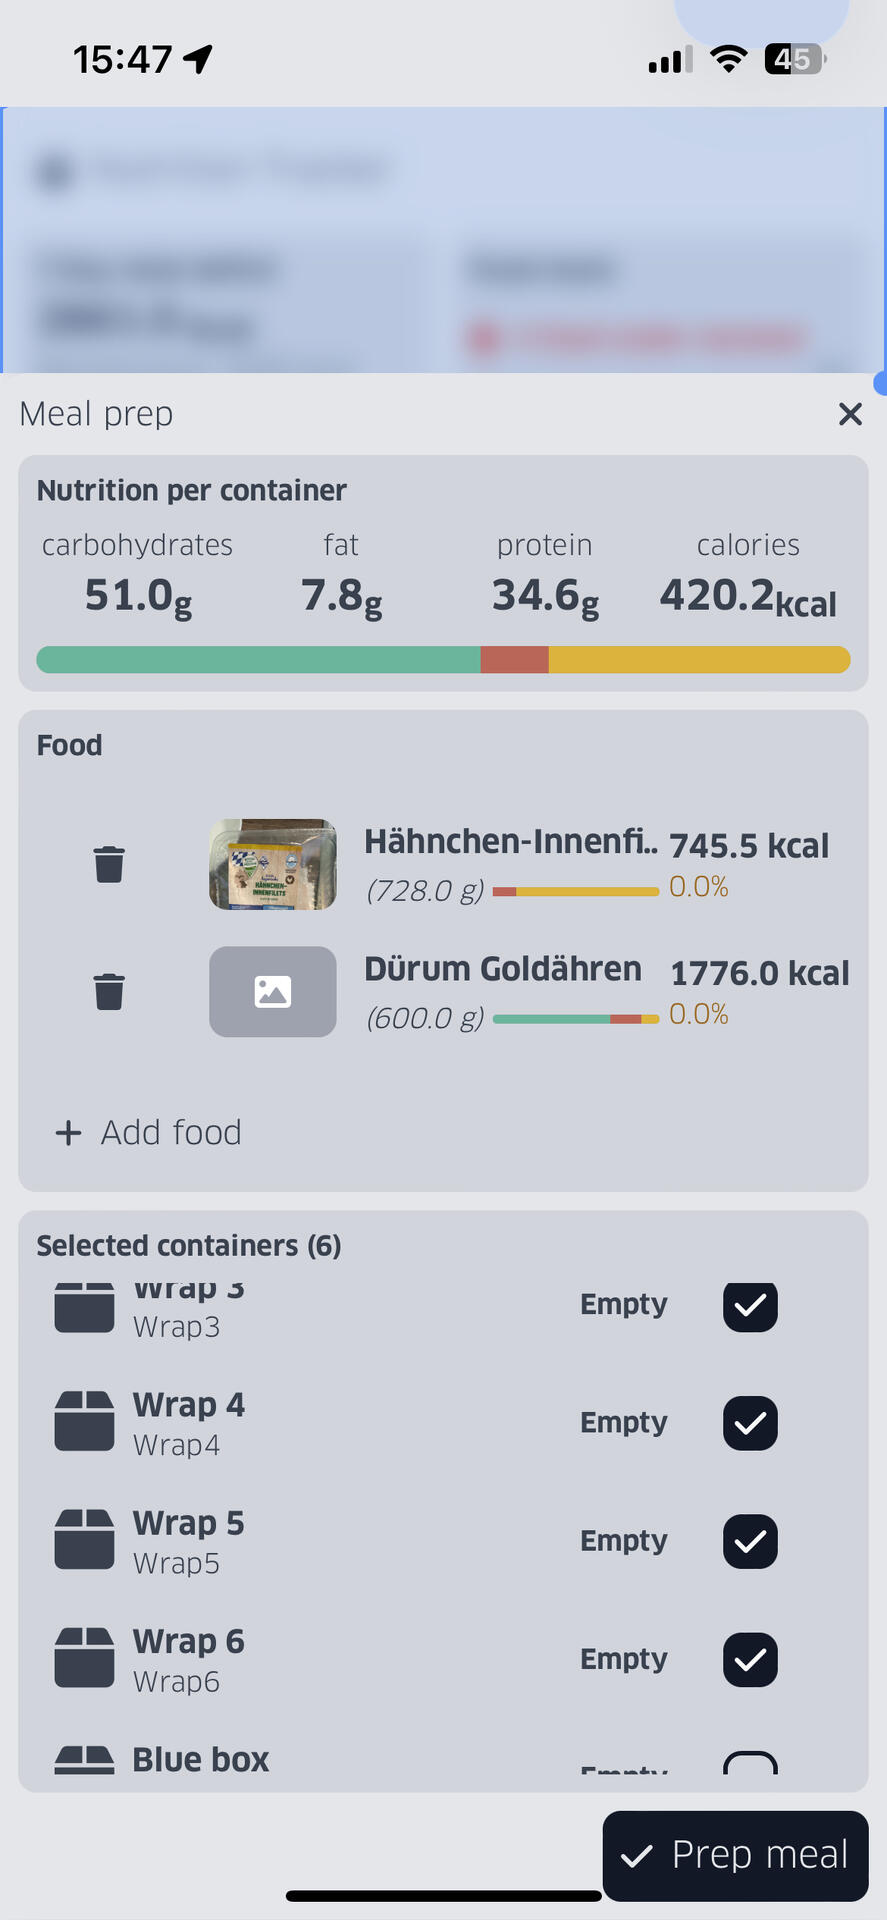 15:47
45
Meal prep
Nutrition per container
carbohydrates fat protein calories
51.0g 7.8g 34.6g 420.2kcal
Food
HÄHNCHEN-
INNENFILETS
Hähnchen-Innenfi.. 745.5 kcal
(728.0 g) 0.0%
Dürum Goldähren 1776.0 kcal
(600.0 g) 0.0%
+ Add food
Selected containers (6)
Wrap 3 Empty
Wrap3
Wrap 4 Empty
Wrap4
Wrap 5 Empty
Wrap5
Wrap 6 Empty
Wrap6
Blue box Empty
Prep meal